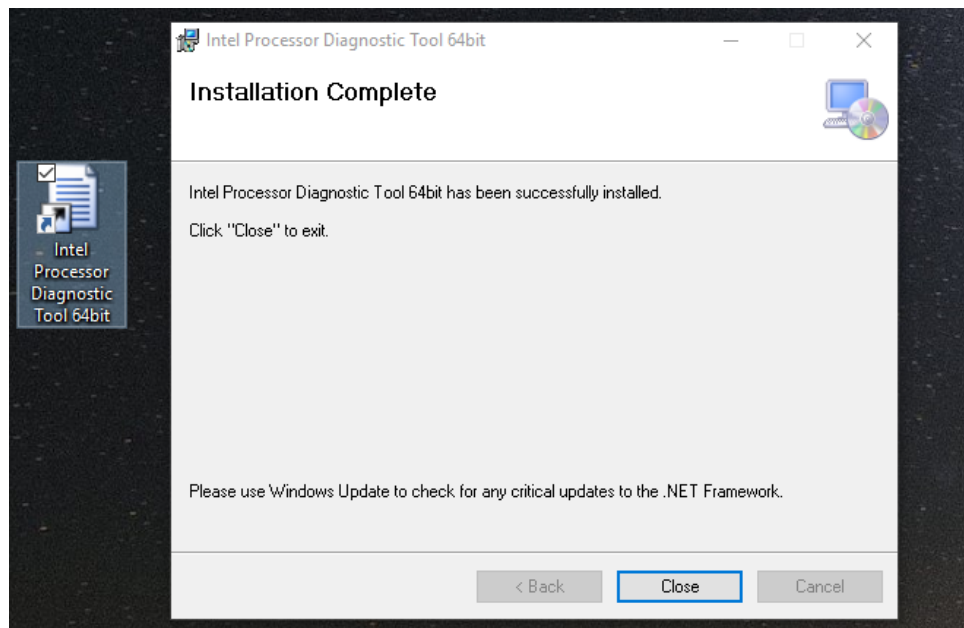 Intel Processor Diagnostic Tool 64bit
Installation Complete
Intel Processor Diagnostic Tool 64bit has been successfully installed.
Click "Close" to exit.
Intel
Processor
Diagnostic
Tool 64bit
Please use Windows Update to check for any critical updates to the .NET Framework.
< Back
Close
Cancel